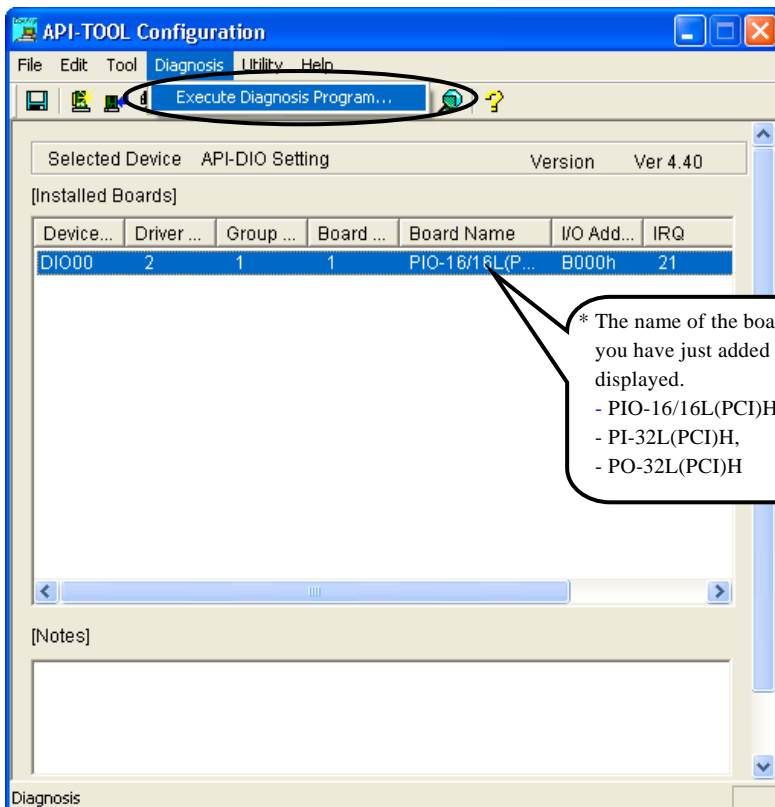 API-TOOL Configuration
File Edit Tool Diagnosis Utility Help
Execute Diagnosis Program...
Selected Device API-DIO Setting Version Ver 4.40
[Installed Boards]
Device... Driver ... Group ... Board ... Board Name I/O Add... IRQ
DIO00 2 1 1 PIO-16/16L(P... B000h 21
* The name of the boa
you have just added
displayed.
- PIO-16/16L(PCI)H
- PI-32L(PCI)H,
- PO-32L(PCI)H
[Notes]
Diagnosis